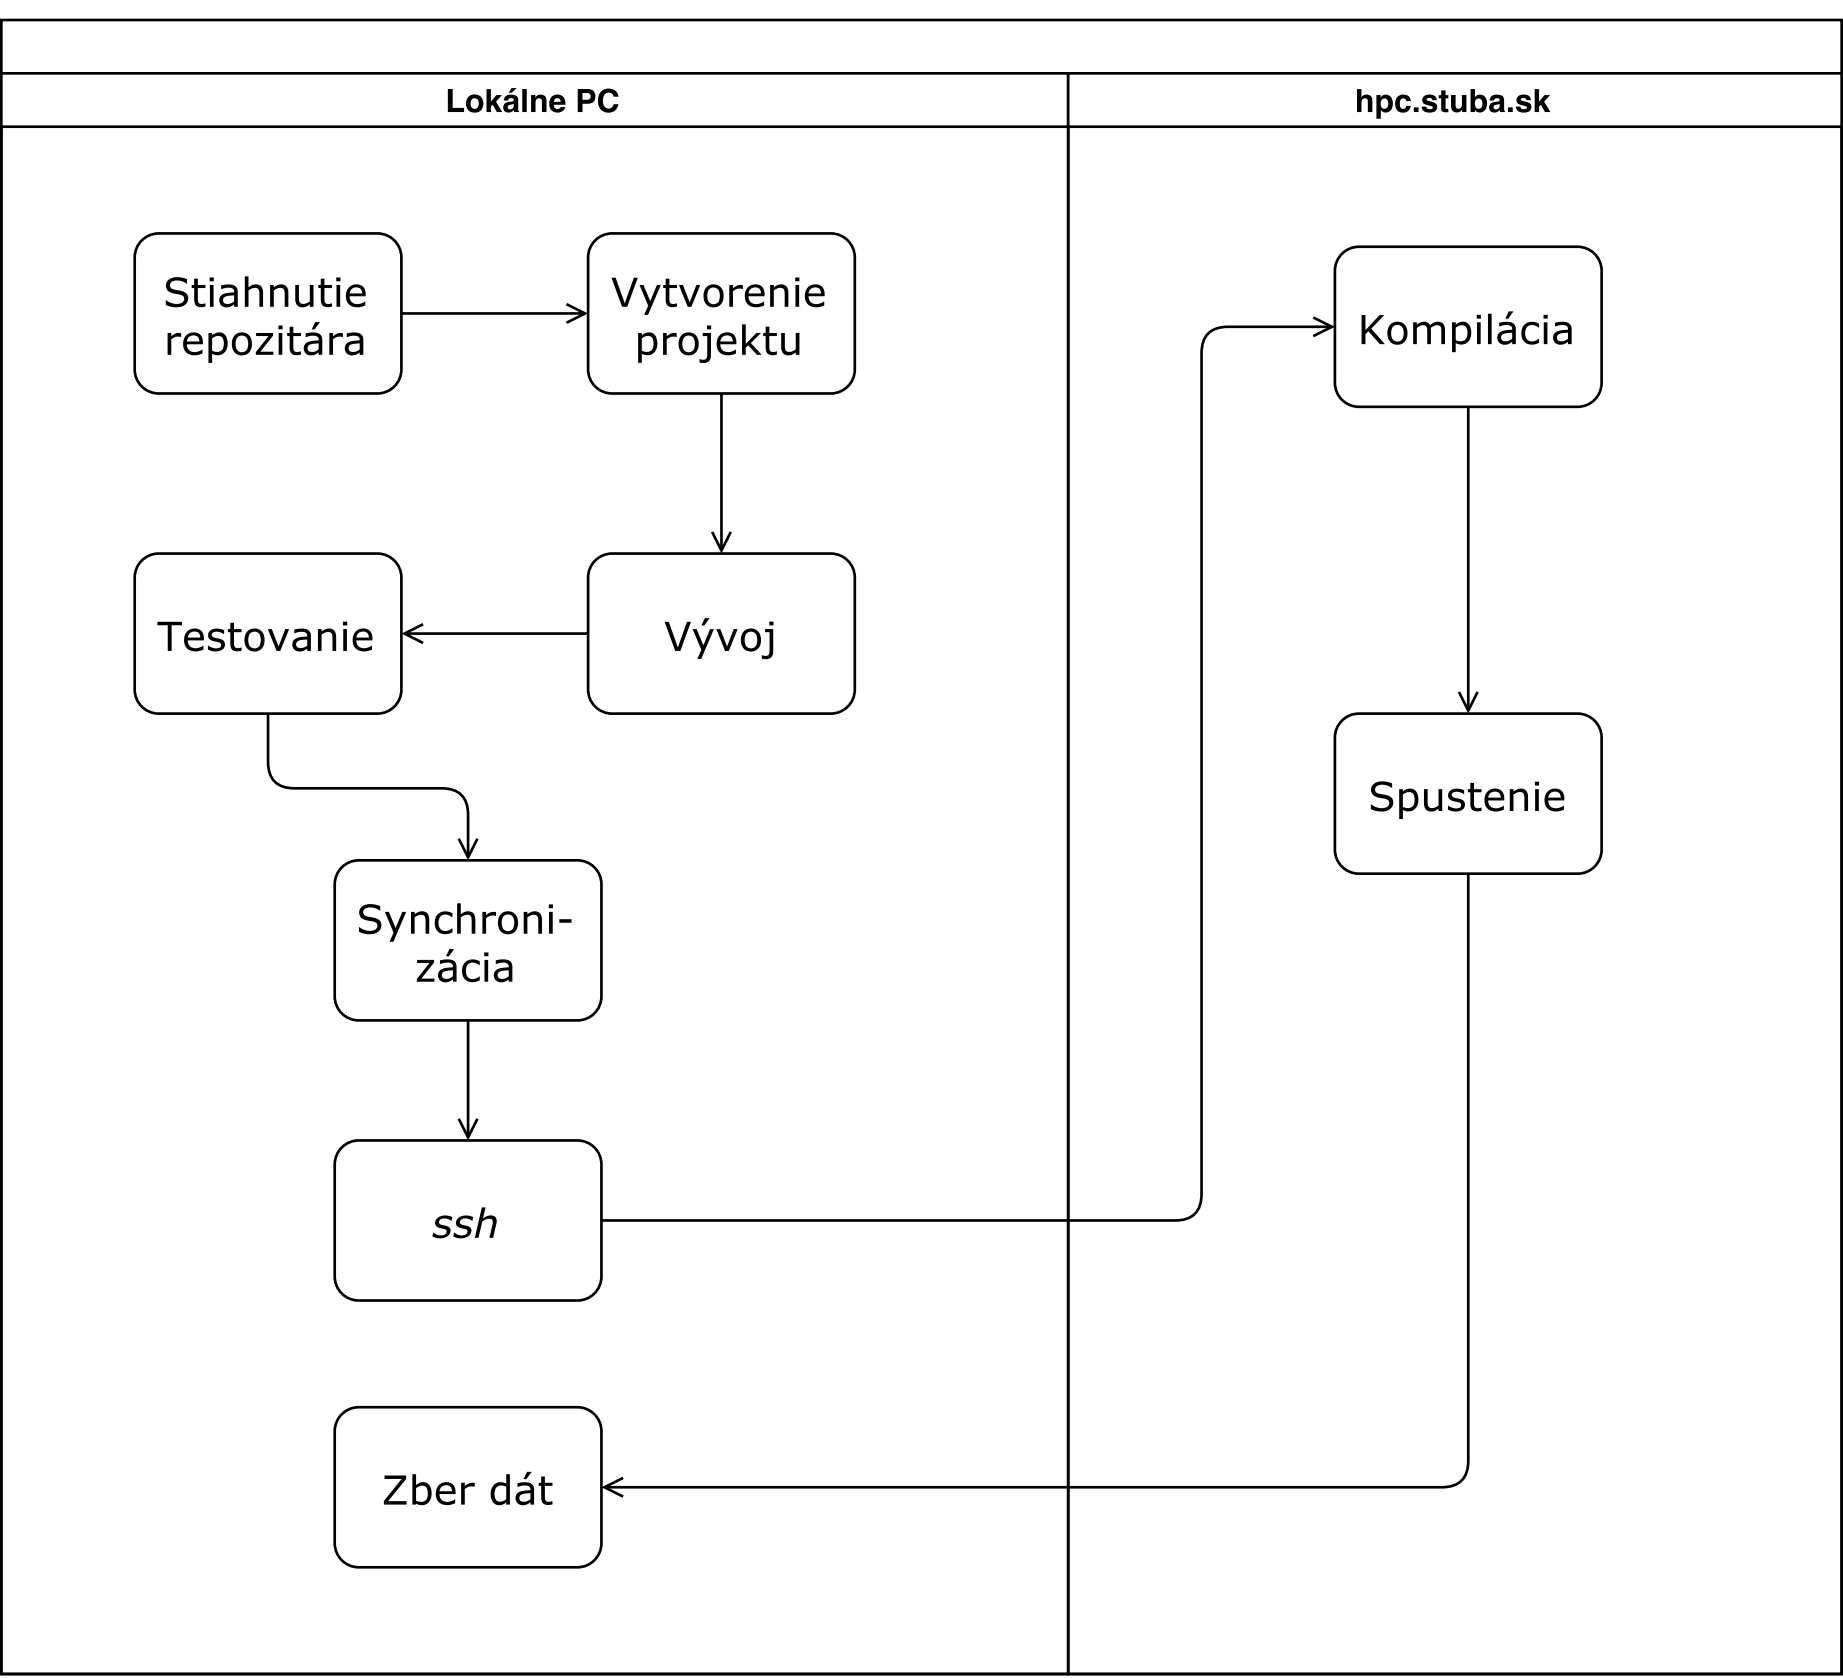 Lokálne PC
hpc.stuba.sk
Stiahnutie
repozitára
Vytvorenie
projektu
Kompilácia
Testovanie
Vývoj
Spustenie
Synchroni-
zácia
ssh
Zber dát